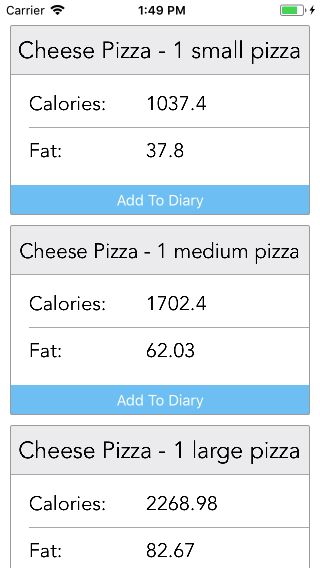 Carrier 1:49 PM
Cheese Pizza - 1 small pizza
Calories: 1037.4
Fat: 37.8
Add To Diary
Cheese Pizza - 1 medium pizza
Calories: 1702.4
Fat: 62.03
Add To Diary
Cheese Pizza - 1 large pizza
Calories: 2268.98
Fat: 82.67